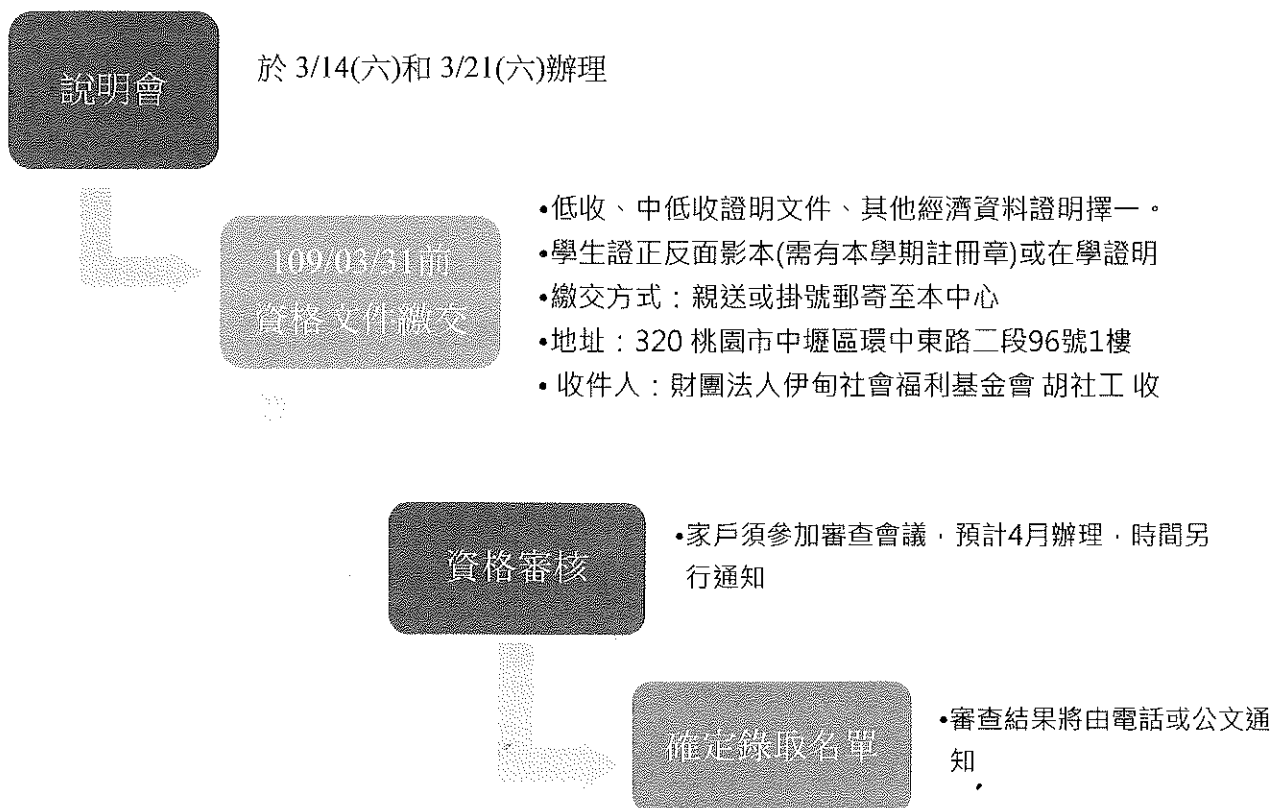 說明會
於 3/14(六)和 3/21(六)辦理
109/03/31前
資格文件繳交
•低收、中低收證明文件、其他經濟資料證明擇一。
•學生證正反面影本(需有本學期註冊章)或在學證明
•繳交方式：親送或掛號郵寄至本中心
•地址：320 桃園市中壢區環中東路二段96號1樓
•收件人：財團法人伊甸社會福利基金會 胡社工 收
資格審核
•家戶須參加審查會議，預計4月辦理，時間另
行通知
確定錄取名單
•審查結果將由電話或公文通
知